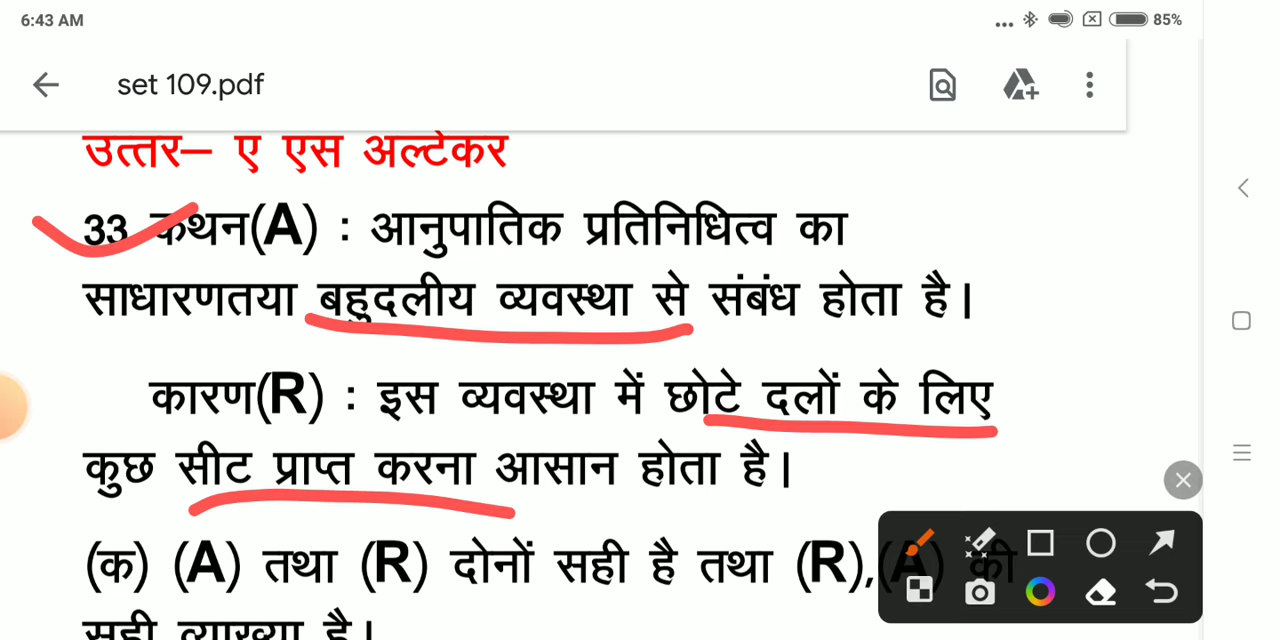 6:43 AM
85%
set 109.pdf
उत्तर– ए एस अल्टेकर
33 कथन(A) : आनुपातिक प्रतिनिधित्व का
साधारणतया बहुदलीय व्यवस्था से संबंध होता है।
कारण(R) : इस व्यवस्था में छोटे दलों के लिए
कुछ सीट प्राप्त करना आसान होता है।
(क) (A) तथा (R) दोनों सही है तथा (R),(A) की
सही व्याख्या है।